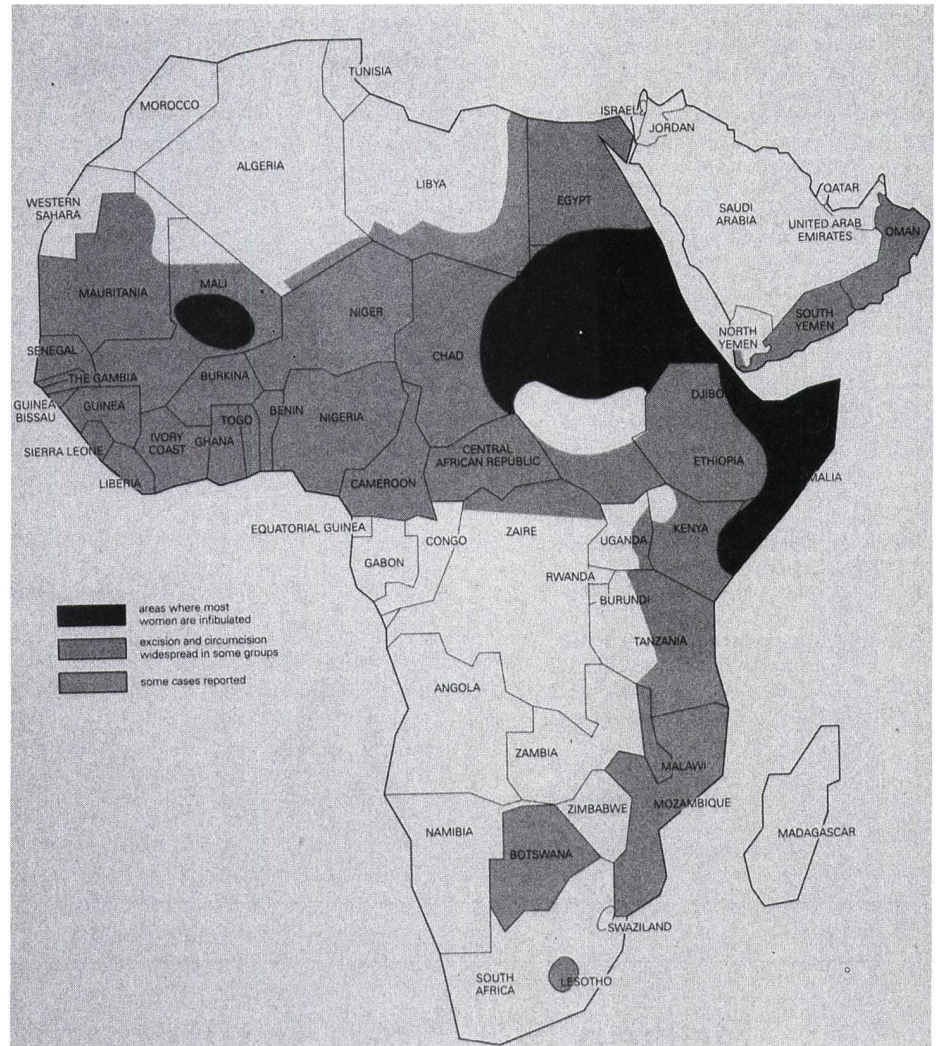 TUNISIA
MOROCCO
ISRAEL
JORDAN
ALGERIA
LIBYA
EGYPT
QATAR
WESTERN
SAHARA
SAUDI
ARABIA
UNITED ARAB
EMIRATES
OMAN
MALI
MAURITANIA
NIGER
SOUTH
YEMEN
NORTH
YEMEN
SENEGAL
CHAD
THE GAMBIA
BURKINA
DJIBOU
GUINEA
BISSAU
GUINEA
BENIN
NIGERIA
TOGO
IVORY
COAST
GHANA
SIERRA LEONE
CENTRAL
AFRICAN REPUBLIC
ETHIOPIA
MALIA
LIBERIA
CAMEROON
EQUATORIAL GUINEA
CONGO
ZAIRE
UGANDA
KENYA
GABON
RWANDA
BURUNDI
areas where most
women are infibulated
excision and circumcision
widespread in some groups
some cases reported
TANZANIA
ANGOLA
ZAMBIA
MALAWI
MOZAMBIQUE
ZIMBABWE
NAMIBIA
MADAGASCAR
BOTSWANA
SWAZILAND
SOUTH
AFRICA
LESOTHO